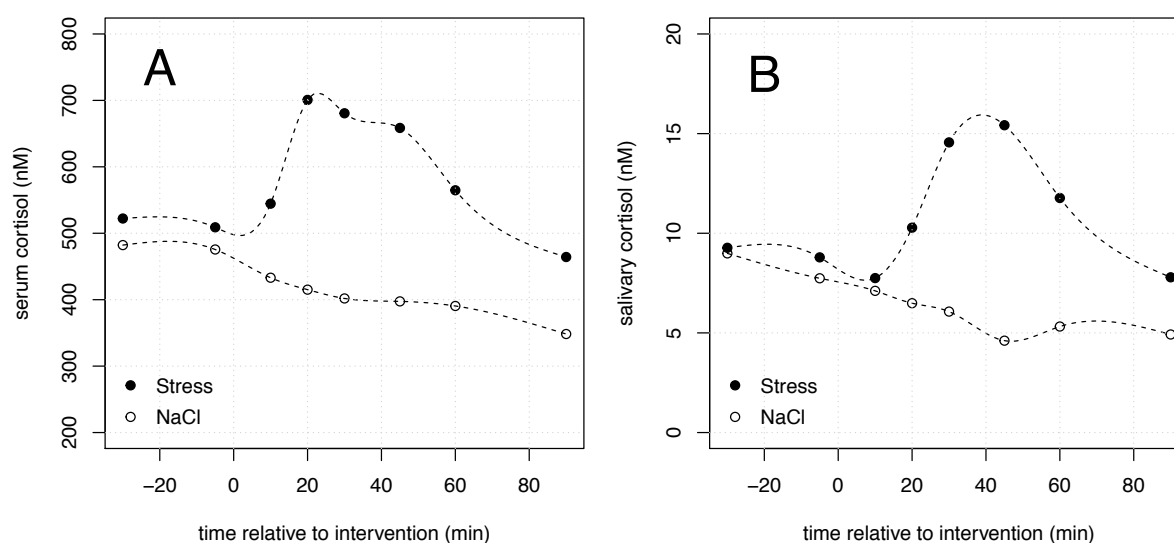 A
serum cortisol (nM)
800
700
600
500
400
300
200
Stress
NaCl
−20 0 20 40 60 80
time relative to intervention (min)
B
salivary cortisol (nM)
20
15
10
5
0
Stress
NaCl
−20 0 20 40 60 80
time relative to intervention (min)